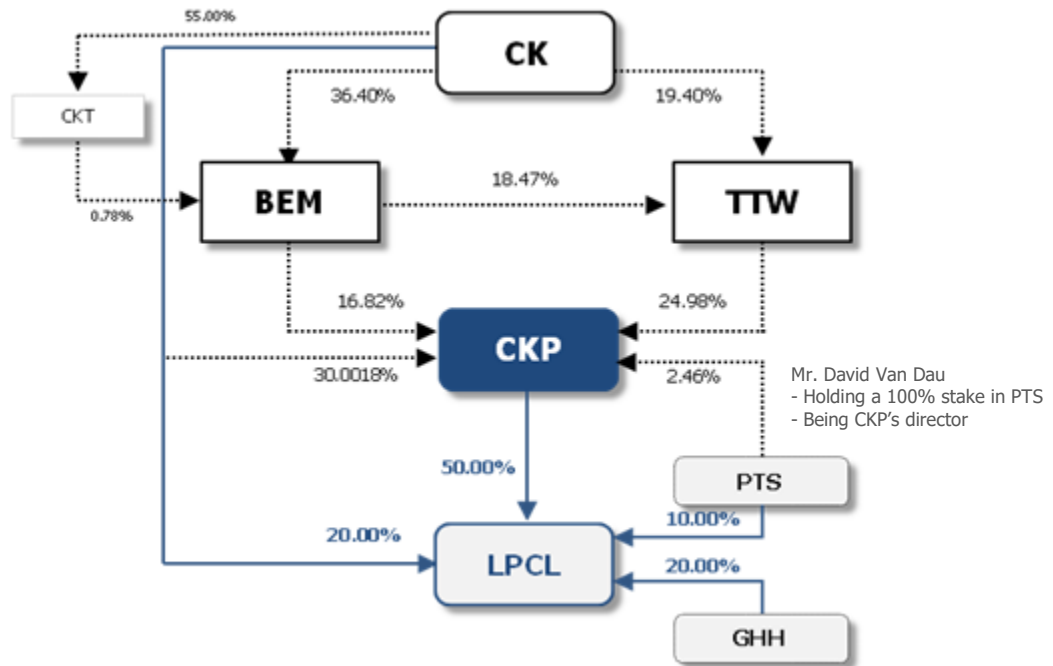 55.00%
CK
36.40%
19.40%
CKT
18.47%
BEM
TTW
0.78%
16.82%
24.98%
CKP
30.0018%
2.46%
Mr. David Van Dau
- Holding a 100% stake in PTS
- Being CKP's director
50.00%
PTS
10.00%
20.00%
LPCL
20.00%
GHH